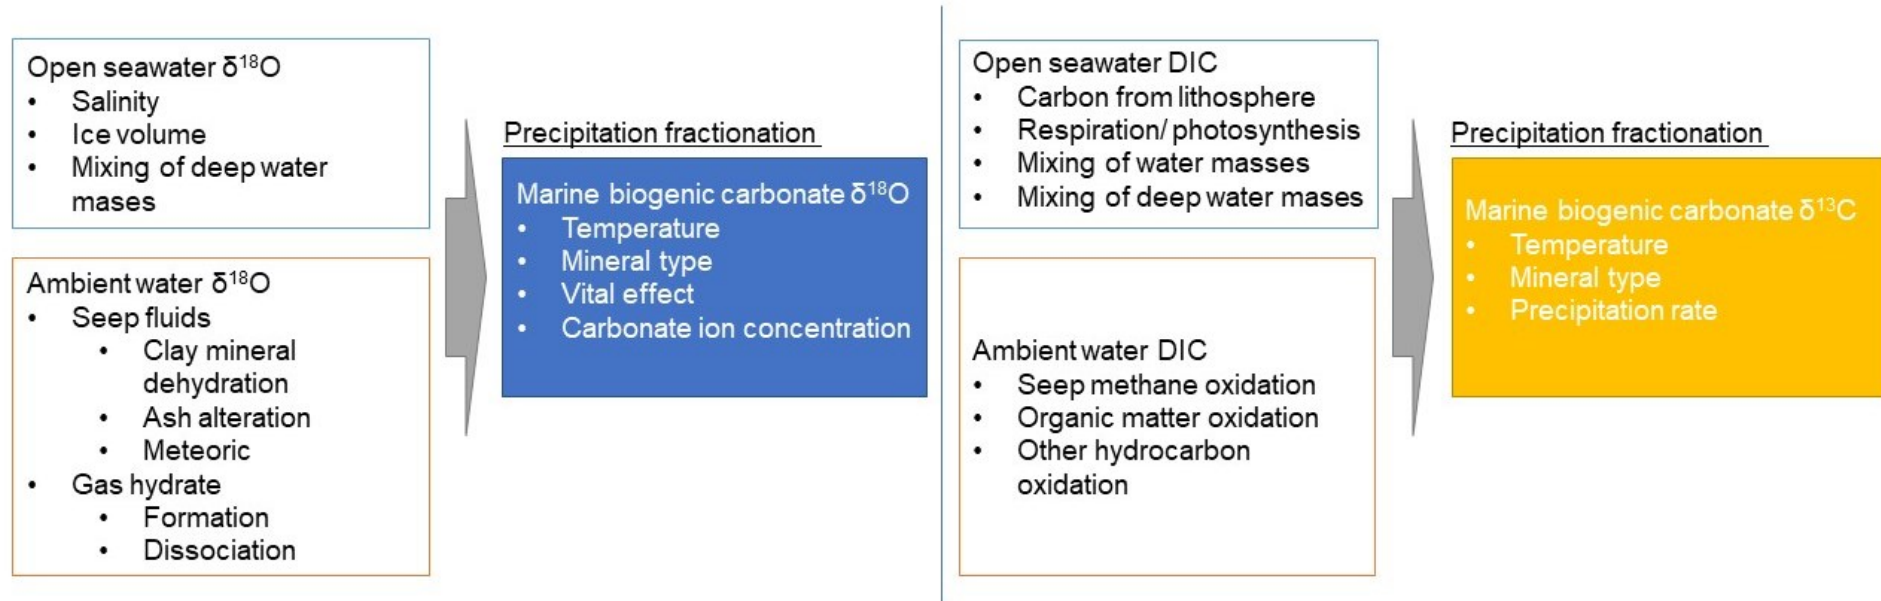 Open seawater δ¹⁸O
• Salinity
• Ice volume
• Mixing of deep water
mases
Ambient water δ¹⁸O
• Seep fluids
• Clay mineral
dehydration
• Ash alteration
• Meteoric
• Gas hydrate
• Formation
• Dissociation
Precipitation fractionation
Marine biogenic carbonate δ¹⁸O
• Temperature
• Mineral type
• Vital effect
• Carbonate ion concentration
Open seawater DIC
• Carbon from lithosphere
• Respiration/ photosynthesis
• Mixing of water masses
• Mixing of deep water mases
Ambient water DIC
• Seep methane oxidation
• Organic matter oxidation
• Other hydrocarbon
oxidation
Precipitation fractionation
Marine biogenic carbonate δ¹³C
• Temperature
• Mineral type
• Precipitation rate